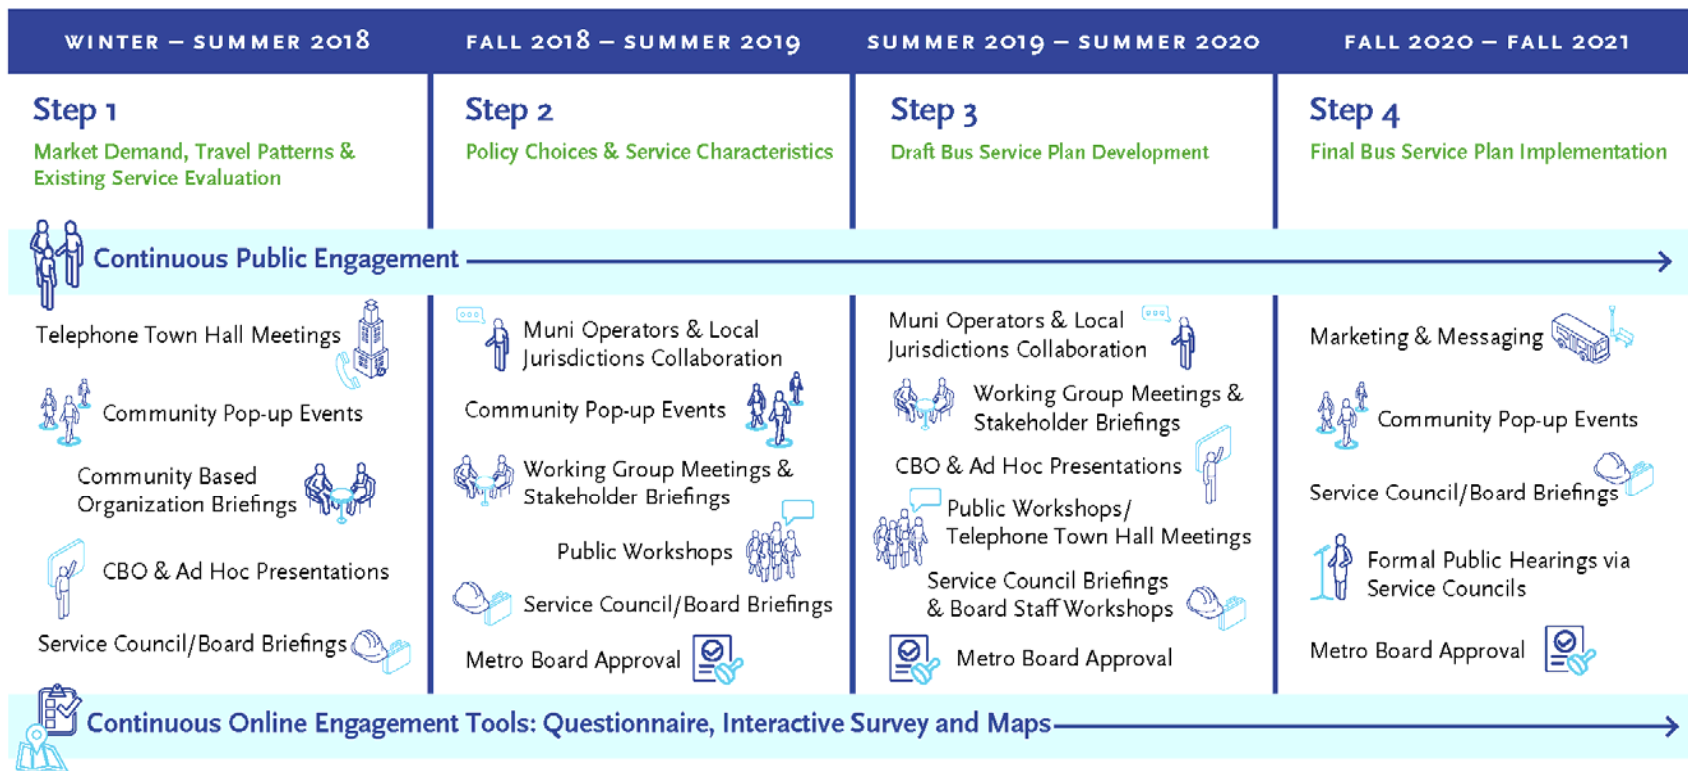 WINTER – SUMMER 2018
FALL 2018 – SUMMER 2019
SUMMER 2019 – SUMMER 2020
FALL 2020 – FALL 2021
Step 1
Market Demand, Travel Patterns &
Existing Service Evaluation
Step 2
Policy Choices & Service Characteristics
Step 3
Draft Bus Service Plan Development
Step 4
Final Bus Service Plan Implementation
Continuous Public Engagement
Telephone Town Hall Meetings
Community Pop-up Events
Community Based
Organization Briefings
CBO & Ad Hoc Presentations
Service Council/Board Briefings
Muni Operators & Local
Jurisdictions Collaboration
Community Pop-up Events
Working Group Meetings &
Stakeholder Briefings
Public Workshops
Service Council/Board Briefings
Metro Board Approval
Muni Operators & Local
Jurisdictions Collaboration
Working Group Meetings &
Stakeholder Briefings
CBO & Ad Hoc Presentations
Public Workshops/
Telephone Town Hall Meetings
Service Council Briefings
& Board Staff Workshops
Metro Board Approval
Marketing & Messaging
Community Pop-up Events
Service Council/Board Briefings
Formal Public Hearings via
Service Councils
Metro Board Approval
Continuous Online Engagement Tools: Questionnaire, Interactive Survey and Maps